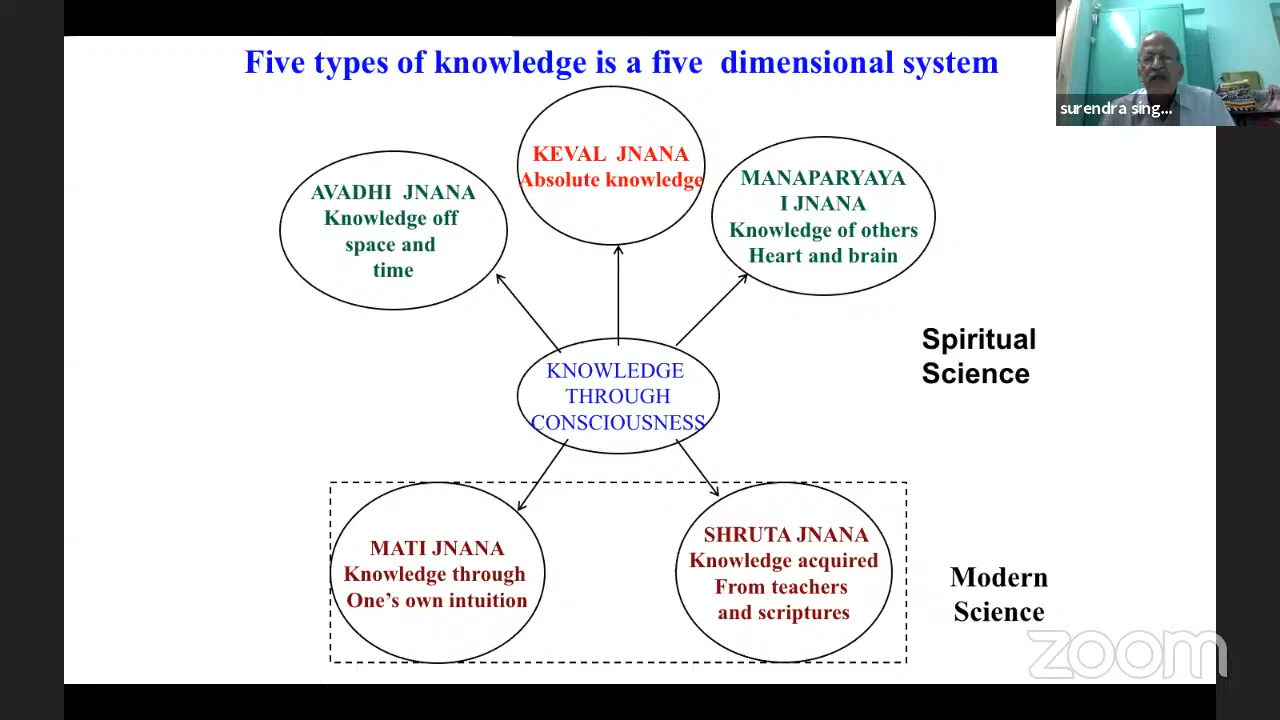 Five types of knowledge is a five dimensional system
surendra sing...
KEVAL JNANA
Absolute knowledge
AVADHI JNANA
Knowledge off
space and
time
MANAPARYAYA
I JNANA
Knowledge of others
Heart and brain
Spiritual
Science
KNOWLEDGE
THROUGH
CONSCIOUSNESS
MATI JNANA
Knowledge through
One's own intuition
SHRUTA JNANA
Knowledge acquired
From teachers
and scriptures
Modern
Science
zoom